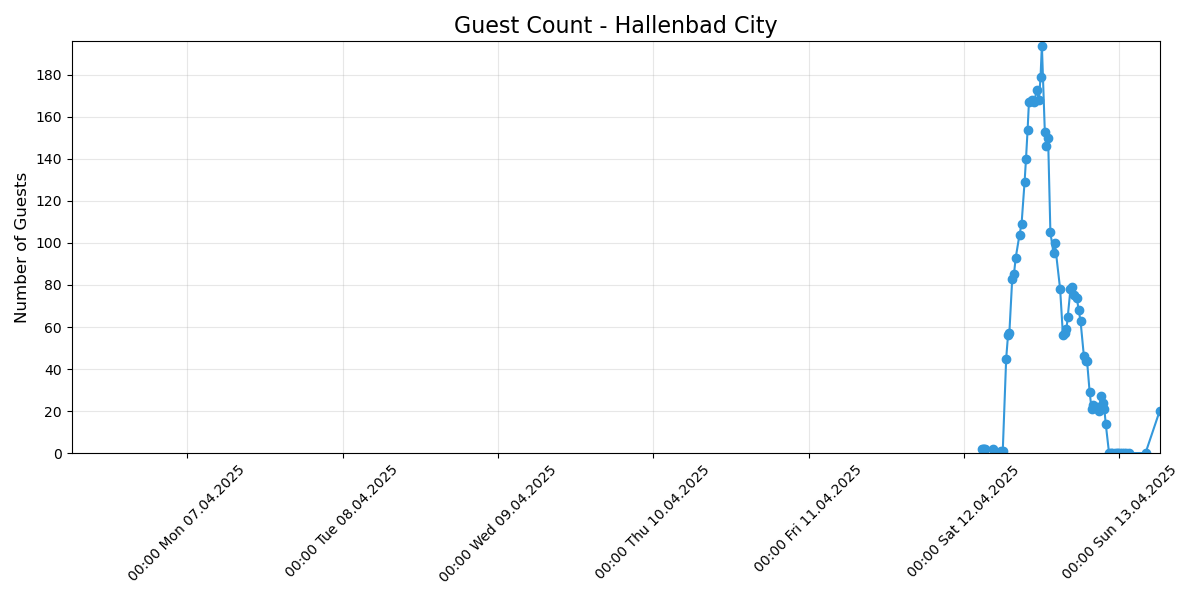 Guest Count - Hallenbad City
Number of Guests
180
160
140
120
100
80
60
40
20
0
00:00 Mon 07.04.2025
00:00 Tue 08.04.2025
00:00 Wed 09.04.2025
00:00 Thu 10.04.2025
00:00 Fri 11.04.2025
00:00 Sat 12.04.2025
00:00 Sun 13.04.2025